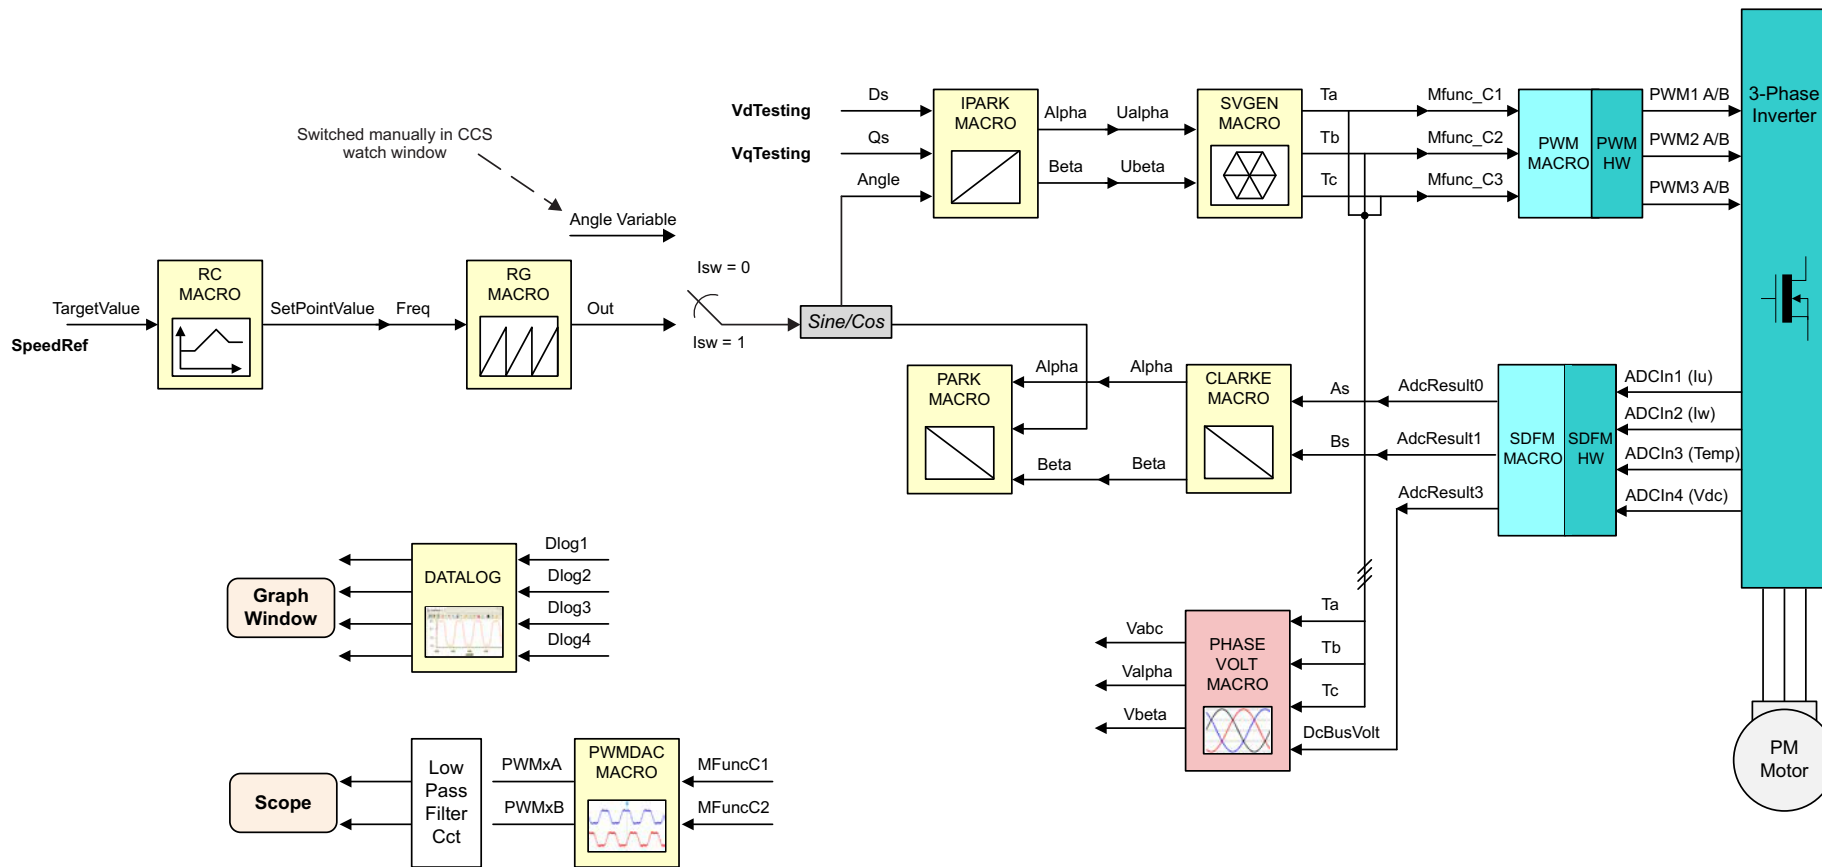 Switched manually in CCS
watch window
Angle Variable
VdTesting
VqTesting
Ds
Qs
Angle
IPARK
MACRO
Alpha
Ualpha
Beta
Ubeta
SVGEN
MACRO
Ta
Tb
Tc
Mfunc_C1
Mfunc_C2
Mfunc_C3
PWM
MACRO
PWM
HW
PWM1 A/B
PWM2 A/B
PWM3 A/B
3-Phase
Inverter
TargetValue
SpeedRef
RC
MACRO
SetPointValue
Freq
RG
MACRO
Out
Isw = 0
Isw = 1
Sine/Cos
PARK
MACRO
Alpha
Alpha
Beta
Beta
CLARKE
MACRO
As
Bs
AdcResult0
AdcResult1
AdcResult3
SDFM
MACRO
SDFM
HW
ADCIn1 (Iu)
ADCIn2 (Iw)
ADCIn3 (Temp)
ADCIn4 (Vdc)
Graph
Window
DATALOG
Dlog1
Dlog2
Dlog3
Dlog4
Vabc
Valpha
Vbeta
PHASE
VOLT
MACRO
Ta
Tb
Tc
DcBusVolt
PM
Motor
Scope
Low
Pass
Filter
Cct
PWMxA
PWMxB
PWMDAC
MACRO
MFuncC1
MFuncC2